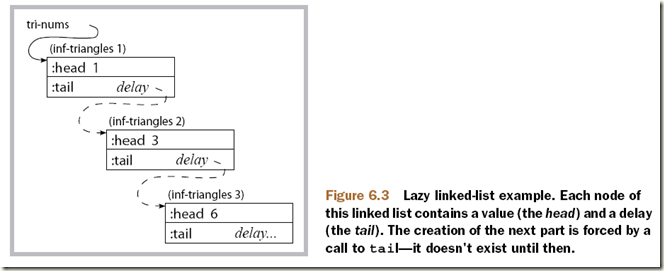 tri-nums
(inf-triangles 1)
:head 1
:tail delay
(inf-triangles 2)
:head 3
:tail delay
(inf-triangles 3)
:head 6
:tail delay...
Figure 6.3 Lazy linked-list example. Each node of
this linked list contains a value (the head) and a delay
(the tail). The creation of the next part is forced by a
call to tail—it doesn't exist until then.